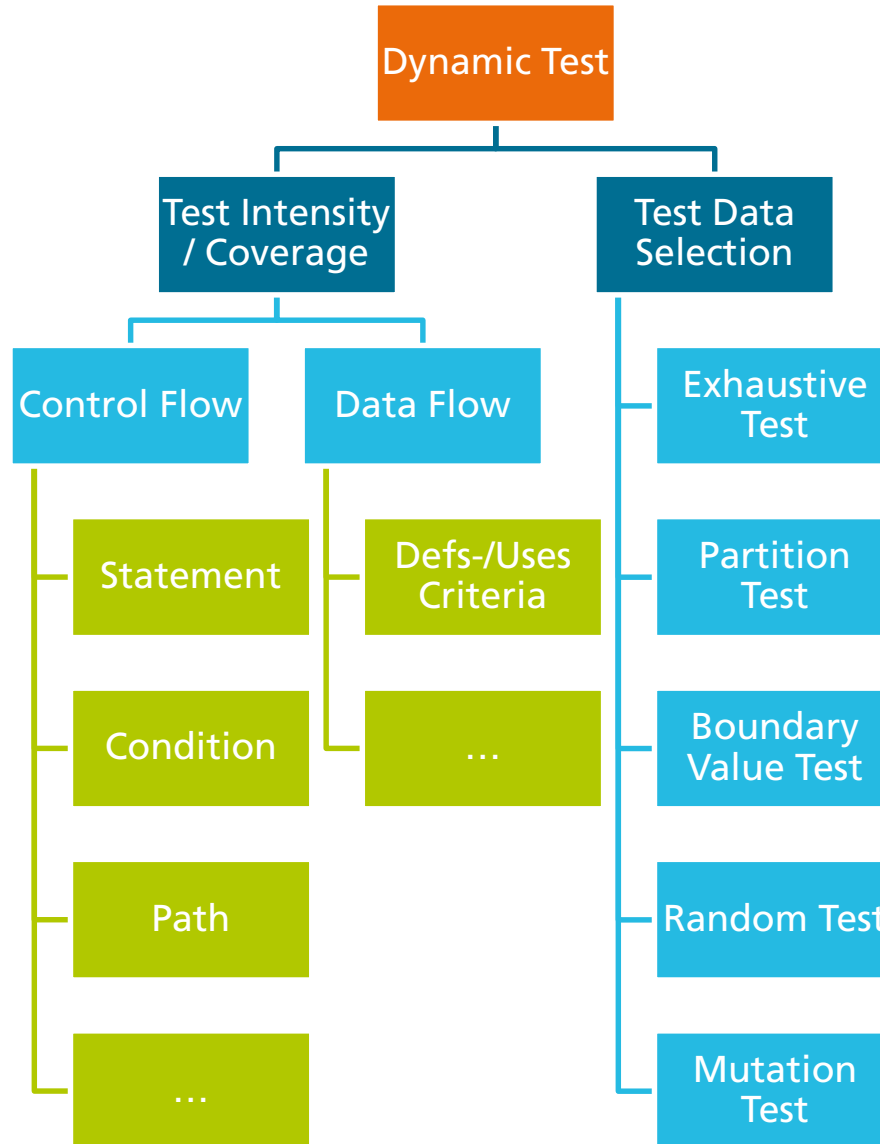 Dynamic Test
Test Intensity
/ Coverage
Test Data
Selection
Control Flow
Data Flow
Exhaustive
Test
Statement
Defs-/Uses
Criteria
Partition
Test
Condition
...
Boundary
Value Test
Path
Random Test
...
Mutation
Test